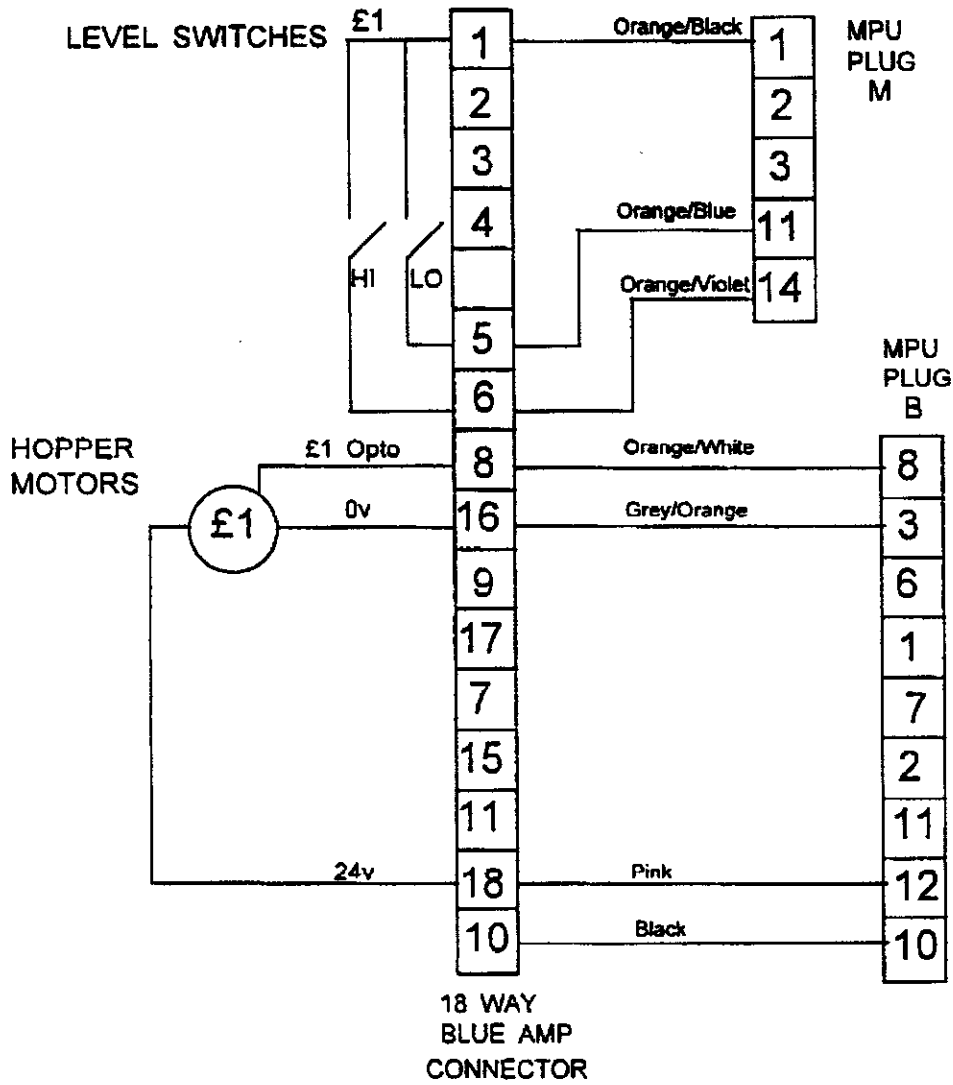 LEVEL SWITCHES
£1
HI
LO
1
2
3
4
5
6
8
16
9
17
7
15
11
18
10
Orange/Black
Orange/Blue
Orange/Violet
MPU
PLUG
M
1
2
3
11
14
HOPPER
MOTORS
£1
£1 Opto
0v
24v
Orange/White
Grey/Orange
Pink
Black
MPU
PLUG
B
8
3
6
1
7
2
11
12
10
18 WAY
BLUE AMP
CONNECTOR